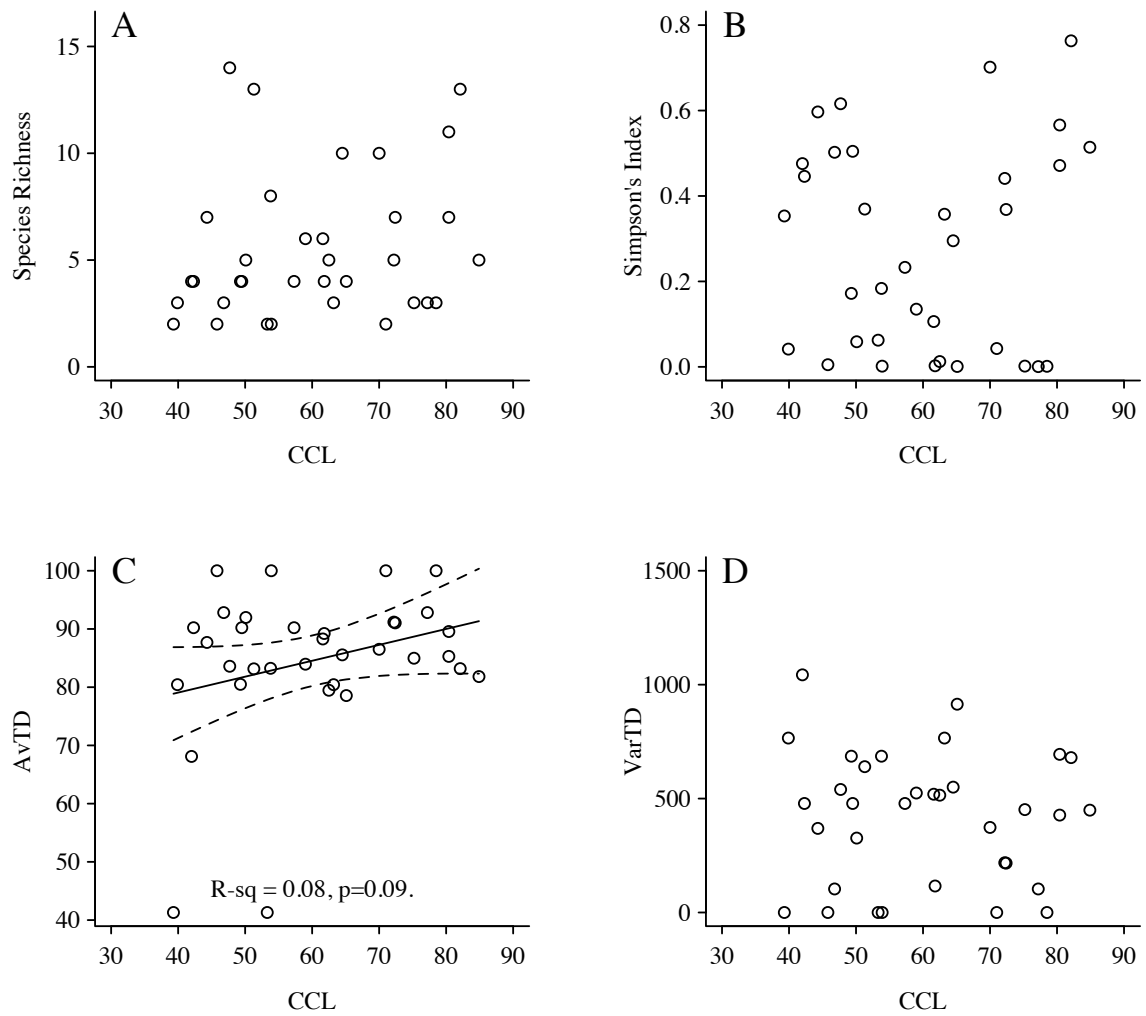 A
Species Richness
15
10
5
0
30 40 50 60 70 80 90
CCL
B
Simpson's Index
0.8
0.6
0.4
0.2
0.0
30 40 50 60 70 80 90
CCL
C
AvTD
100
90
80
70
60
50
40
R-sq = 0.08, p=0.09.
30 40 50 60 70 80 90
CCL
D
VarTD
1500
1000
500
0
30 40 50 60 70 80 90
CCL